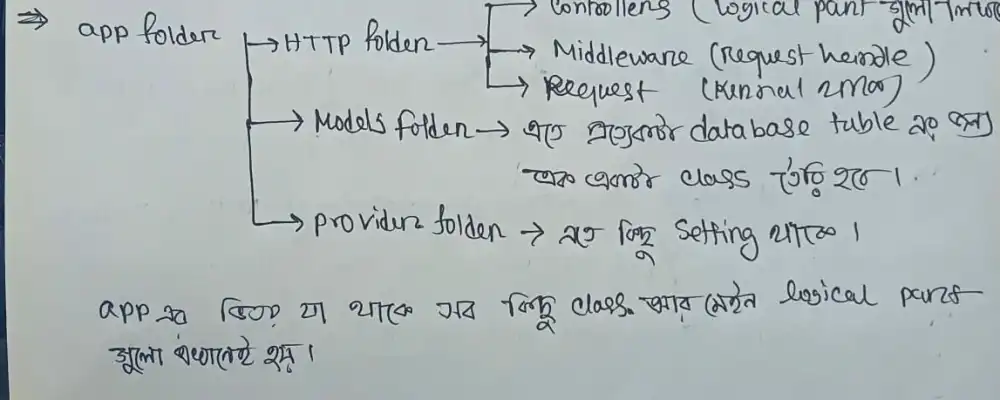 Controllers (logical part গুলো লিখতে
⇒ app folder → HTTP folder → Middleware (request handle)
→ Request (kernal থাকে)
→ Models folder → এতে প্রত্যেকটি database table এর জন্য
এক একটি class তৈরি হবে।
→ provider folder → এতে কিছু setting থাকে।
app এর ভিতর যা থাকে সব কিছু class. আর মেইন logical part
গুলো এখানেই হয়।